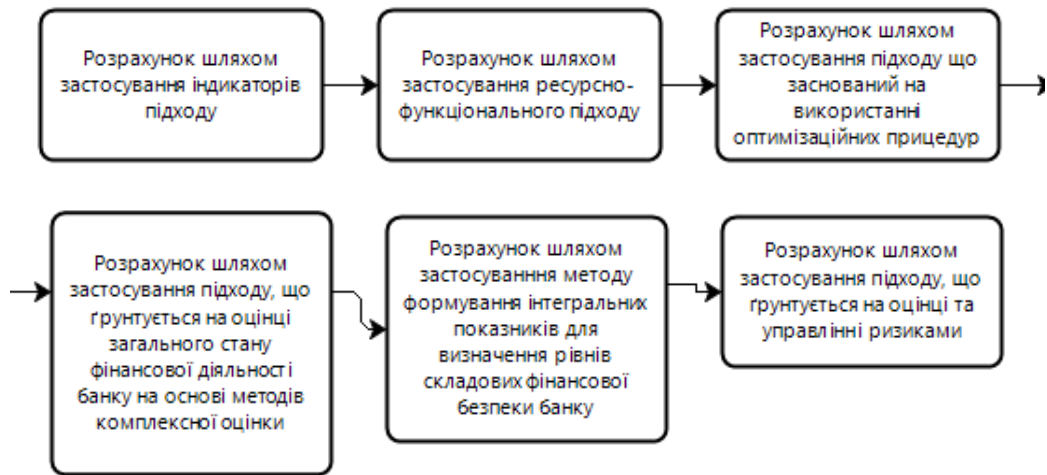 Розрахунок шляхом
застосування індикаторів
підходу
Розрахунок шляхом
застосування ресурсно-
функціонального підходу
Розрахунок шляхом
застосування підходу що
заснований на
використанні
оптимізаційних прицедур
Розрахунок шляхом
застосування підходу, що
ґрунтується на оцінці
загального стану
фінансової діяльності
банку на основі методів
комплексної оцінки
Розрахунок шляхом
застосуванння методу
формування інтегральних
показників для
визначення рівнів
складових фінансової
безпеки банку
Розрахунок шляхом
застосування підходу, що
ґрунтується на оцінці та
управлінні ризиками